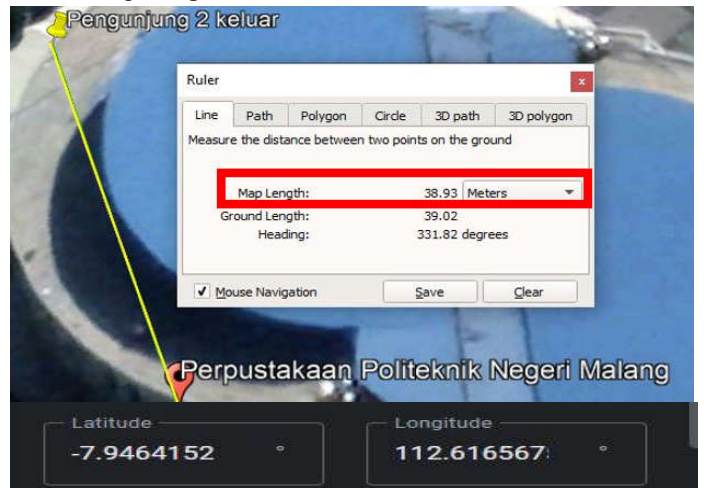 Pengunjung 2 keluar
Ruler
x
Line Path Polygon Circle 3D path 3D polygon
Measure the distance between two points on the ground
Map Length: 38.93 Meters
Ground Length: 39.02
Heading: 331.82 degrees
Mouse Navigation Save Clear
Perpustakaan Politeknik Negeri Malang
Latitude Longitude
-7.9464152 ° 112.616567 °